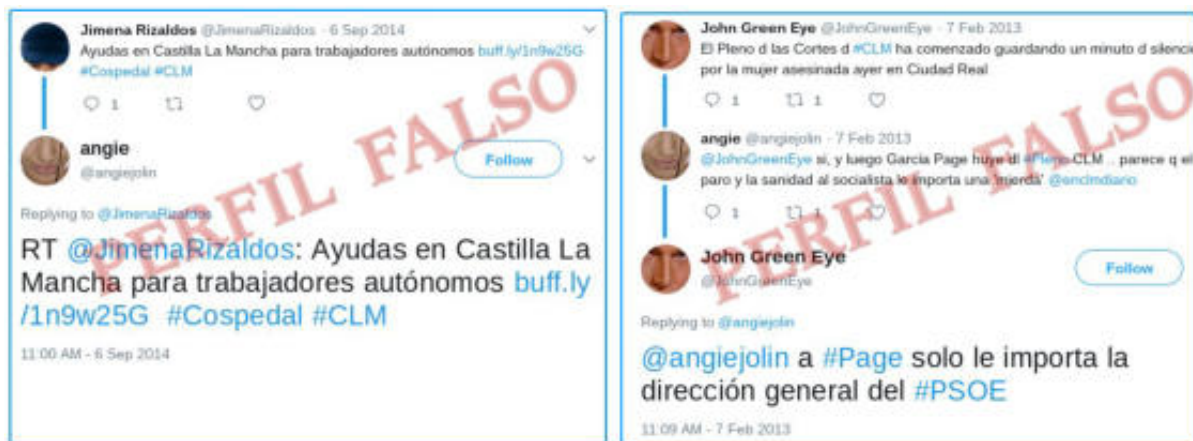 Jimena Rizaldos @JimenaRizaldos · 6 Sep 2014
Ayudas en Castilla La Mancha para trabajadores autónomos buff.ly/1n9w25G
#Cospedal #CLM
1
angie
@angiejolin
Follow
Replying to @JimenaRizaldos
RT @JimenaRizaldos: Ayudas en Castilla La
Mancha para trabajadores autónomos buff.ly
/1n9w25G #Cospedal #CLM
11:00 AM - 6 Sep 2014
PERFIL FALSO
John Green Eye @JohnGreenEye · 7 Feb 2013
El Pleno d las Cortes d #CLM ha comenzado guardando un minuto d silencio
por la mujer asesinada ayer en Ciudad Real
1 1
angie @angiejolin · 7 Feb 2013
@JohnGreenEye si, y luego Garcia Page huye dl #Pleno CLM .. parece q el
paro y la sanidad al socialista le importa una 'mierda' @enclmdiario
1 1
John Green Eye
@JohnGreenEye
Follow
Replying to @angiejolin
@angiejolin a #Page solo le importa la
dirección general del #PSOE
11:09 AM - 7 Feb 2013
PERFIL FALSO